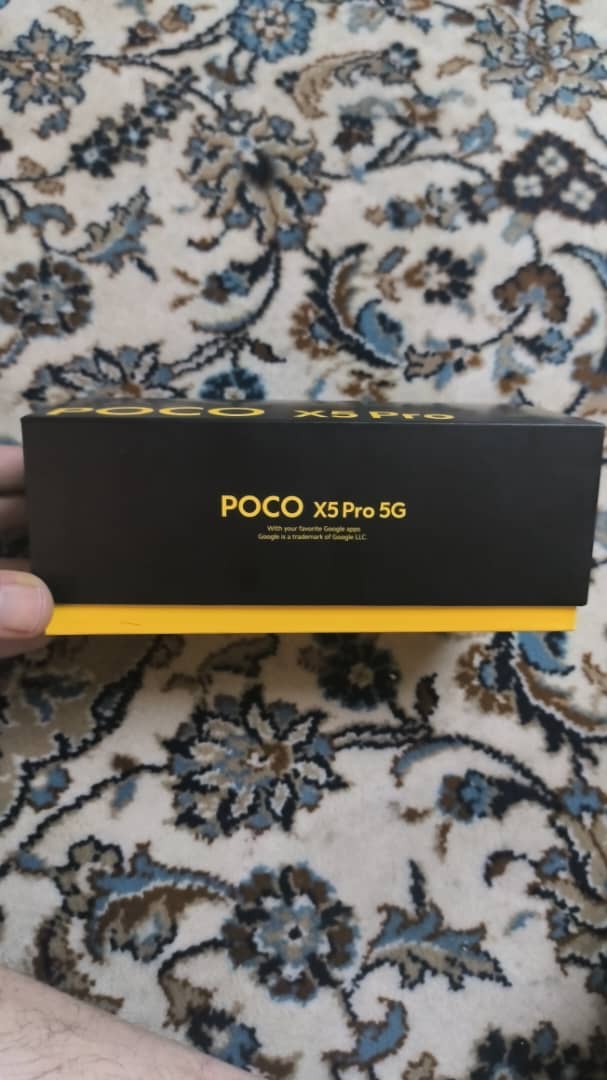 POCO X5 Pro
POCO X5 Pro 5G
With your favorite Google apps
Google is a trademark of Google LLC.